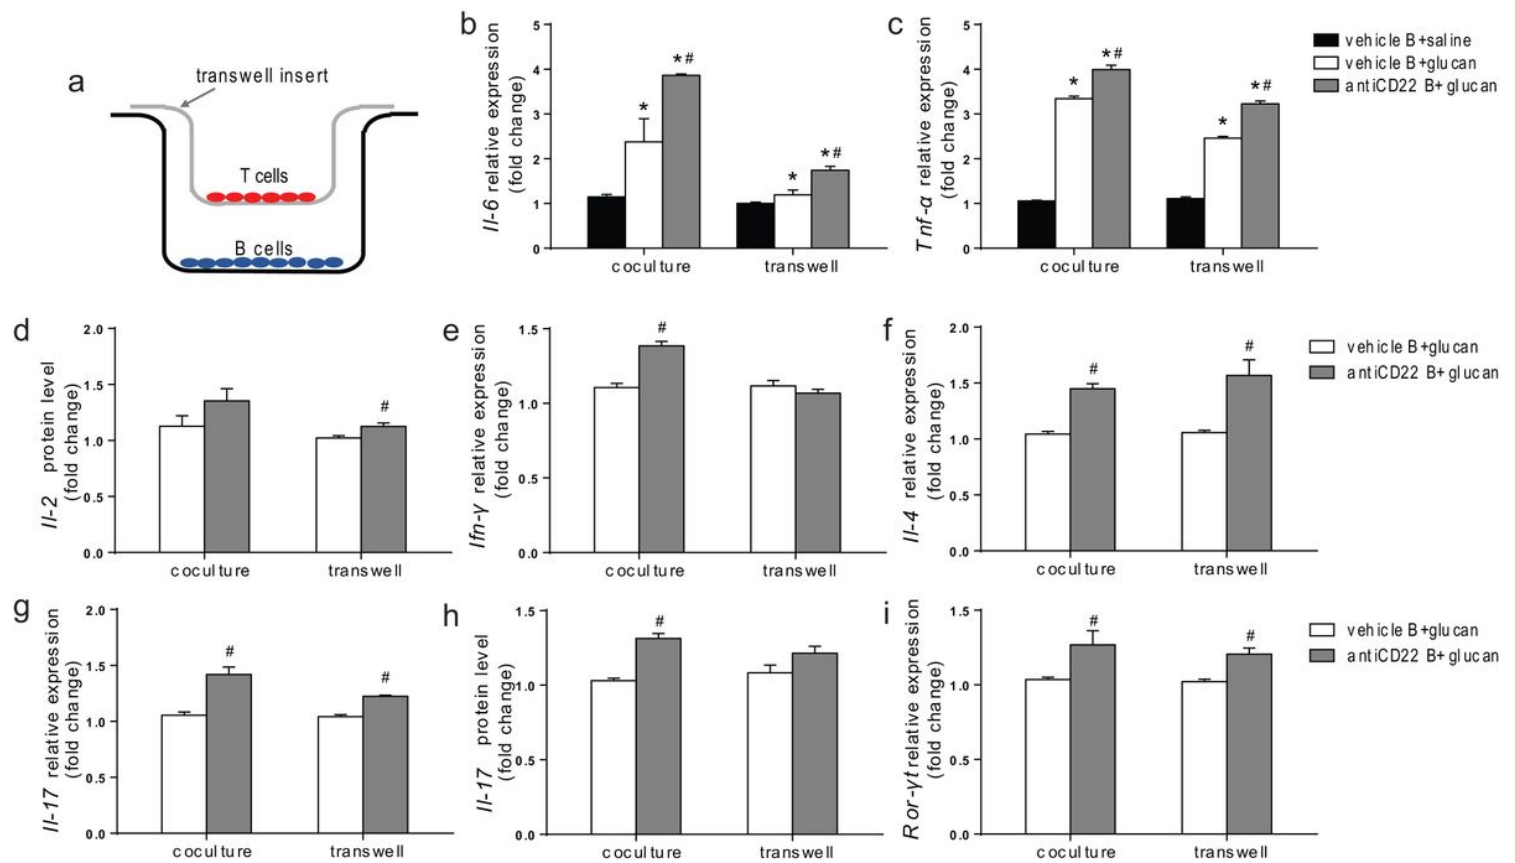 a
transwell insert
T cells
B cells
b
Il-6 relative expression
(fold change)
5
4
3
2
1
0
* *# * *#
coculture transwell
c
Tnf-α relative expression
(fold change)
5
4
3
2
1
0
* *# * *#
coculture transwell
vehicle B+saline
vehicle B+glucan
antiCD22 B+glucan
d
Il-2 protein level
(fold change)
2.0
1.5
1.0
0.5
0.0
#
coculture transwell
e
Ifn-γ relative expression
(fold change)
1.5
1.0
0.5
0.0
#
coculture transwell
f
Il-4 relative expression
(fold change)
2.0
1.5
1.0
0.5
0.0
# #
coculture transwell
vehicle B+glucan
antiCD22 B+glucan
g
Il-17 relative expression
(fold change)
2.0
1.5
1.0
0.5
0.0
# #
coculture transwell
h
Il-17 protein level
(fold change)
1.5
1.0
0.5
0.0
#
coculture transwell
i
Ror-γt relative expression
(fold change)
1.5
1.0
0.5
0.0
# #
coculture transwell
vehicle B+glucan
antiCD22 B+glucan